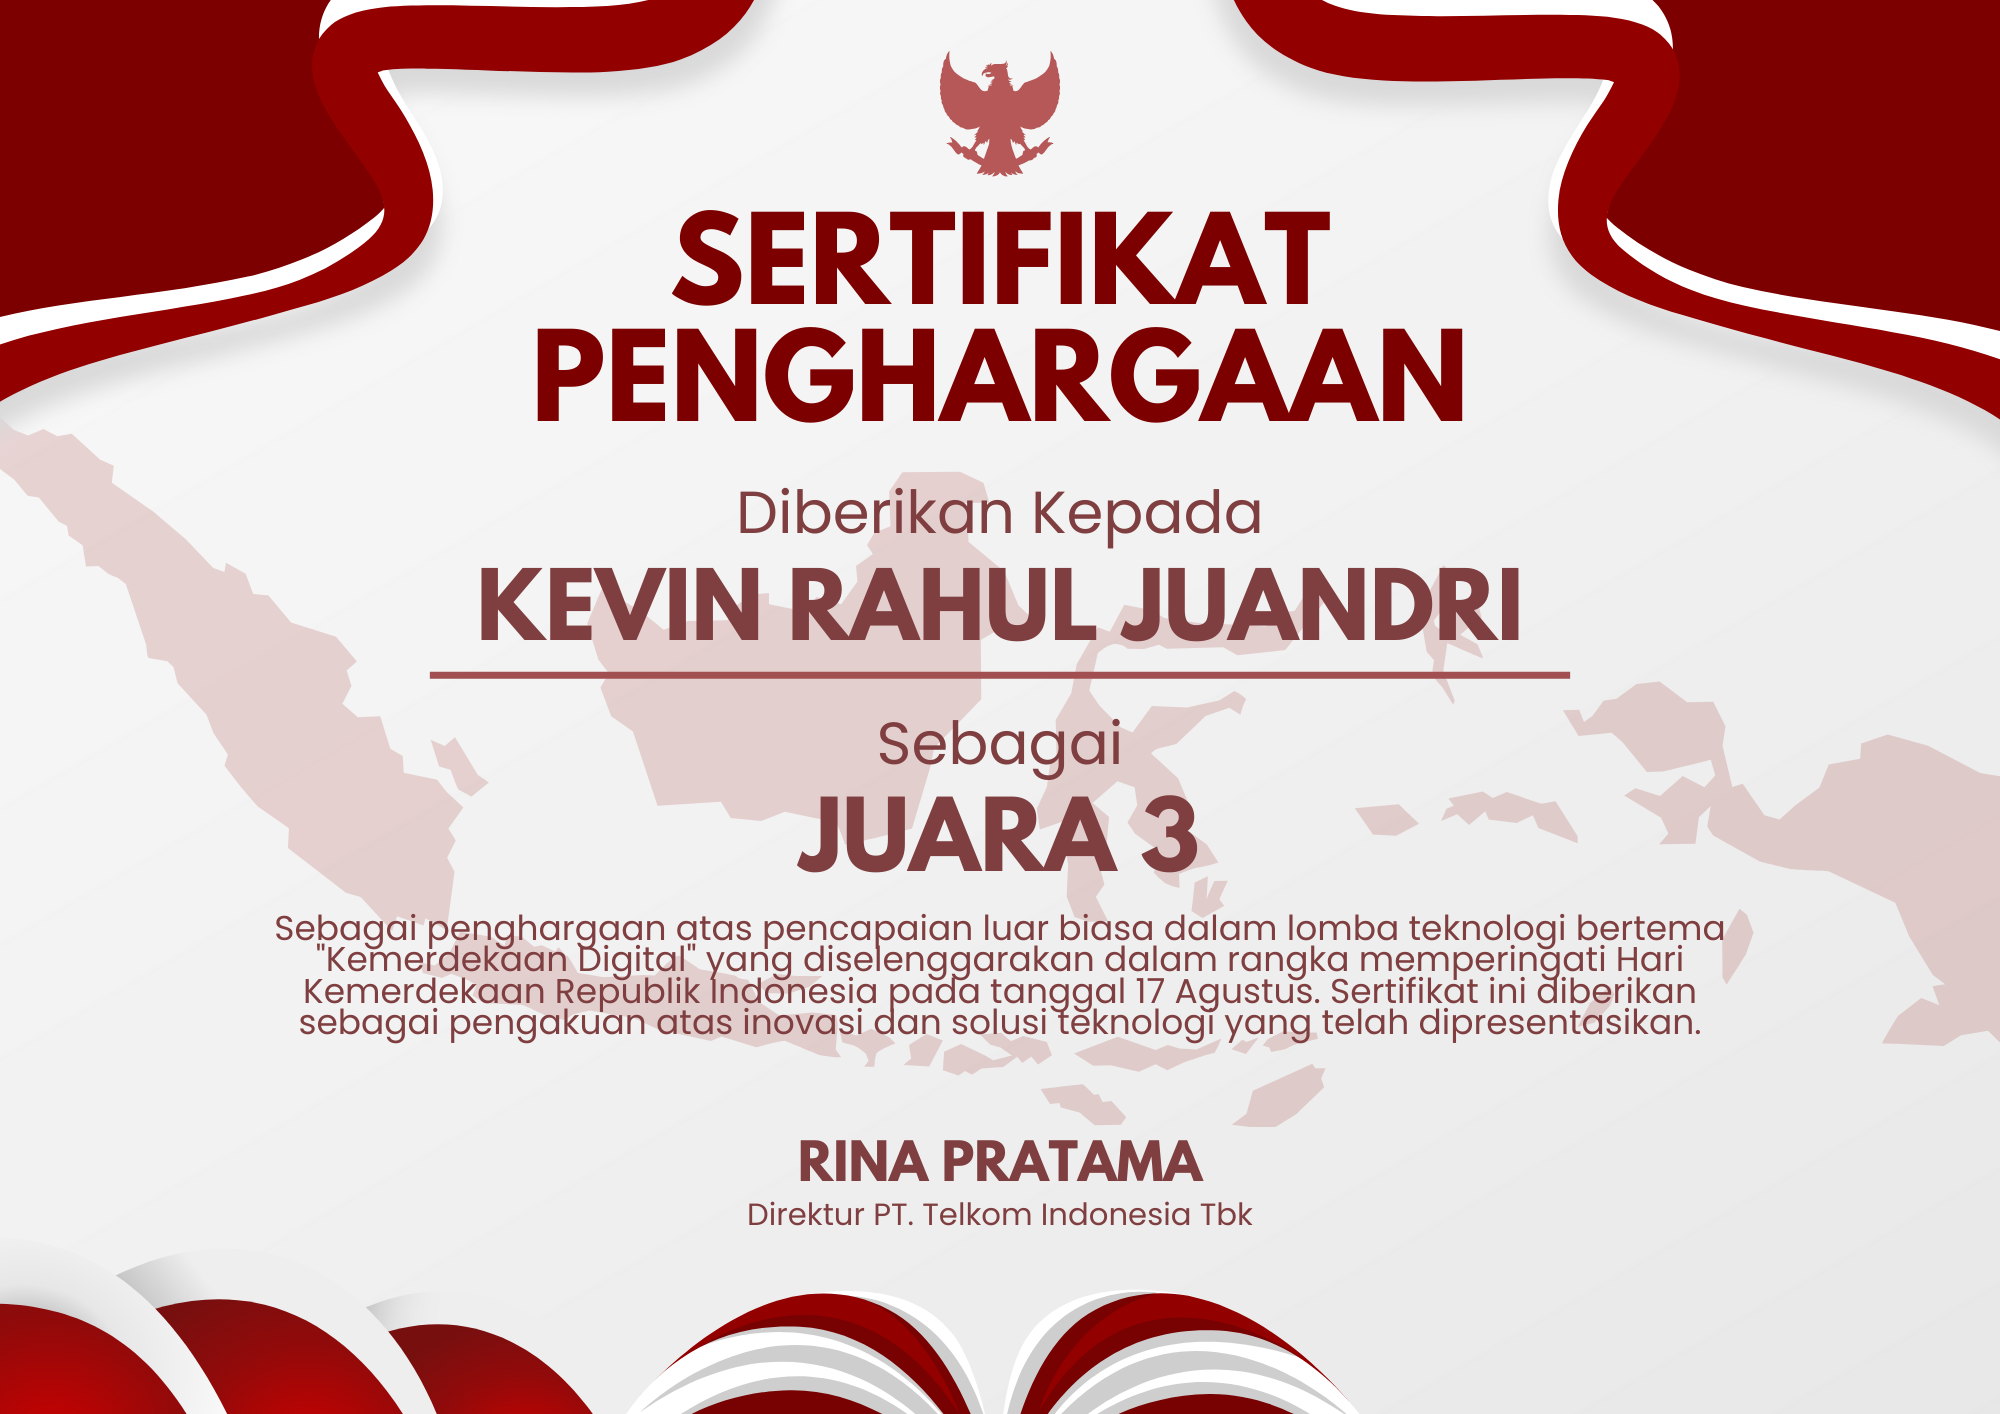 SERTIFIKAT
PENGHARGAAN
Diberikan Kepada
KEVIN RAHUL JUANDRI
Sebagai
JUARA 3
Sebagai penghargaan atas pencapaian luar biasa dalam lomba teknologi bertema
"Kemerdekaan Digital" yang diselenggarakan dalam rangka memperingati Hari
Kemerdekaan Republik Indonesia pada tanggal 17 Agustus. Sertifikat ini diberikan
sebagai pengakuan atas inovasi dan solusi teknologi yang telah dipresentasikan.
RINA PRATAMA
Direktur PT. Telkom Indonesia Tbk